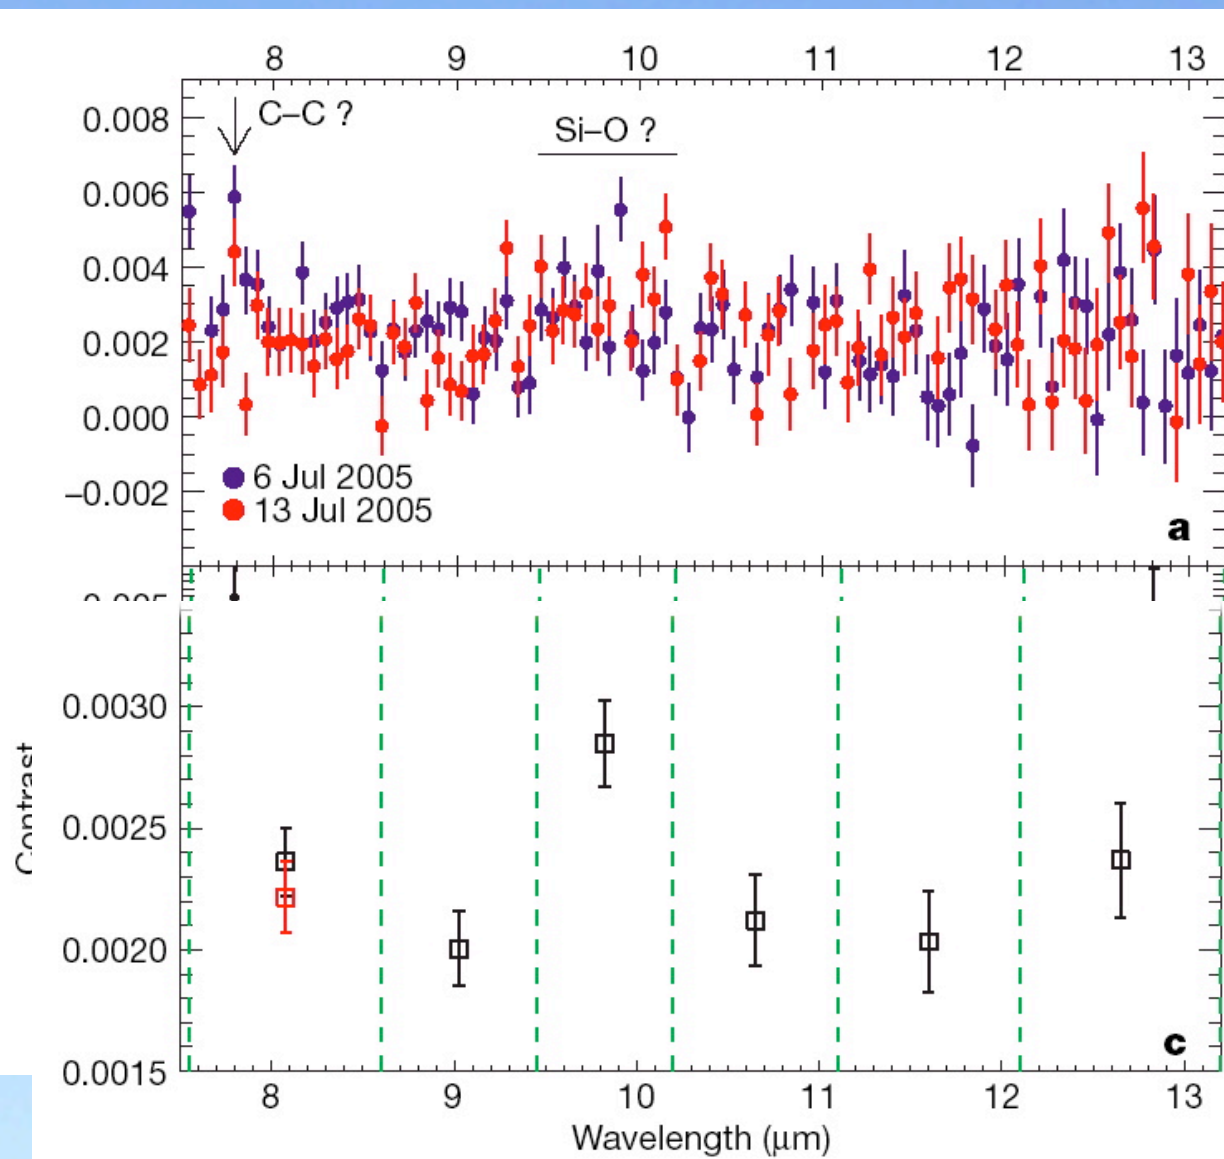 8 9 10 11 12 13
C–C ?
Si–O ?
0.008
0.006
0.004
0.002
0.000
–0.002
6 Jul 2005
13 Jul 2005
a
0.0030
0.0025
0.0020
0.0015
Contrast
c
8 9 10 11 12 13
Wavelength (μm)